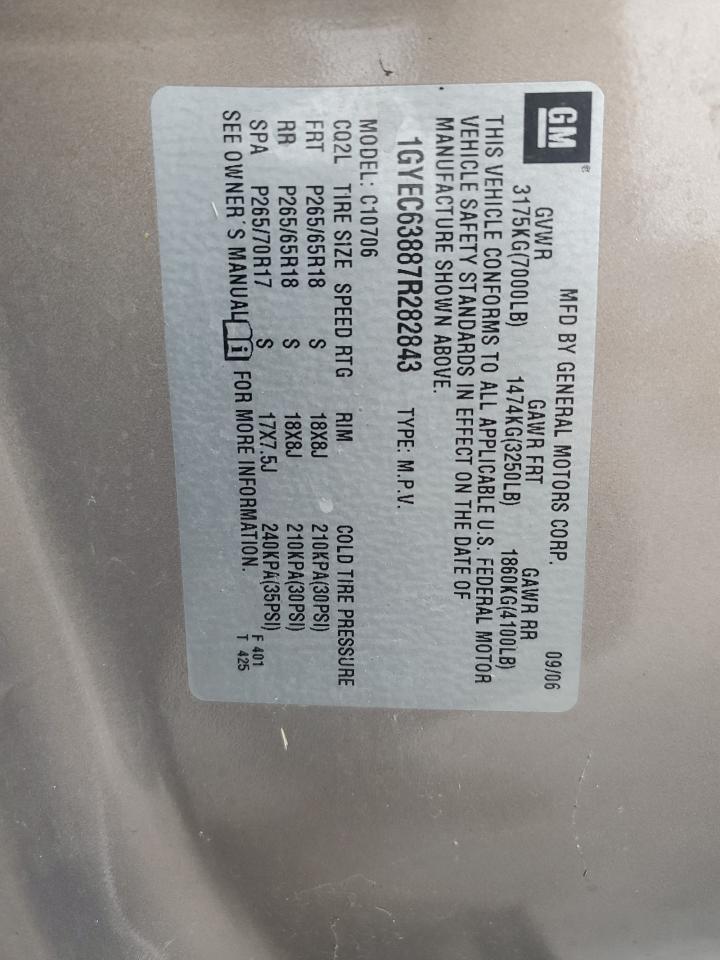 GM®
MFD BY GENERAL MOTORS CORP. 09/06
GVWR GAWR FRT GAWR RR
3175KG(7000LB) 1474KG(3250LB) 1860KG(4100LB)
THIS VEHICLE CONFORMS TO ALL APPLICABLE U.S. FEDERAL MOTOR
VEHICLE SAFETY STANDARDS IN EFFECT ON THE DATE OF
MANUFACTURE SHOWN ABOVE.
1GYEC63887R282843 TYPE: M.P.V.
MODEL: C10706
CQ2L TIRE SIZE SPEED RTG RIM COLD TIRE PRESSURE
FRT P265/65R18 S 18X8J 210KPA(30PSI)
RR P265/65R18 S 18X8J 210KPA(30PSI)
SPA P265/70R17 S 17X7.5J 240KPA(35PSI)
SEE OWNER'S MANUAL i FOR MORE INFORMATION.
F 401
T 425